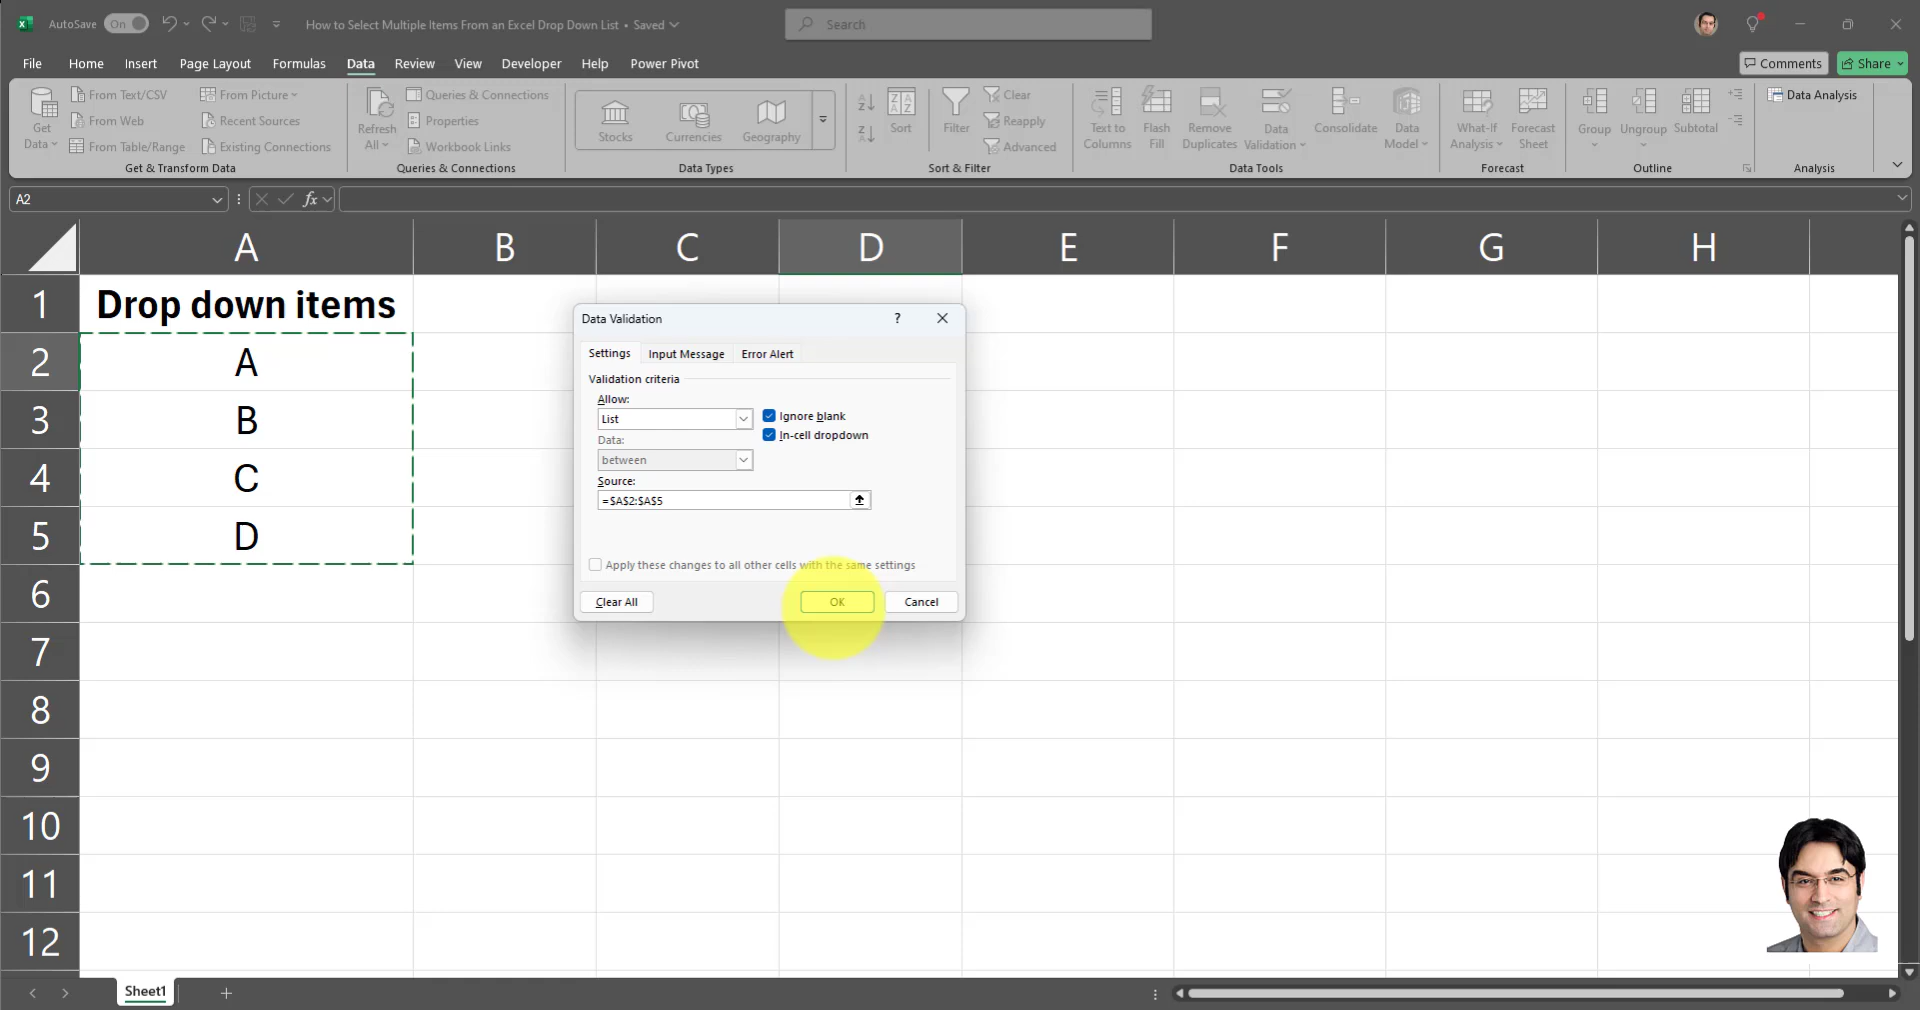 AutoSave On How to Select Multiple Items From an Excel Drop Down List • Saved Search
File Home Insert Page Layout Formulas Data Review View Developer Help Power Pivot Comments Share
Get Data
From Text/CSV
From Web
From Table/Range
From Picture
Recent Sources
Existing Connections
Get & Transform Data
Refresh All
Queries & Connections
Properties
Workbook Links
Queries & Connections
Stocks Currencies Geography
Data Types
Sort
Filter
Clear
Reapply
Advanced
Sort & Filter
Text to Columns
Flash Fill
Remove Duplicates
Data Validation
Consolidate
Data Model
Data Tools
What-If Analysis
Forecast Sheet
Forecast
Group
Ungroup
Subtotal
Outline
Data Analysis
Analysis
A2 fx
A B C D E F G H
1 Drop down items
2 A
3 B
4 C
5 D
6
7
8
9
10
11
12
Data Validation ?
Settings Input Message Error Alert
Validation criteria
Allow:
List Ignore blank
In-cell dropdown
Data:
between
Source:
=$A$2:$A$5
Apply these changes to all other cells with the same settings
Clear All OK Cancel
Sheet1